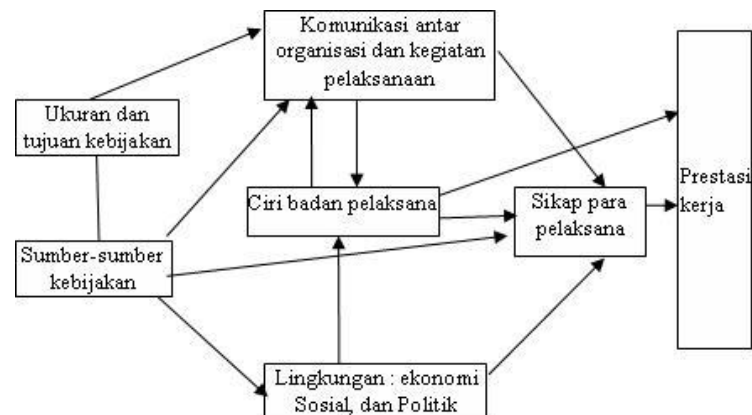 Komunikasi antar
organisasi dan kegiatan
pelaksanaan
Ukuran dan
tujuan kebijakan
Ciri badan pelaksana
Sikap para
pelaksana
Prestasi
kerja
Sumber-sumber
kebijakan
Lingkungan : ekonomi
Sosial, dan Politik